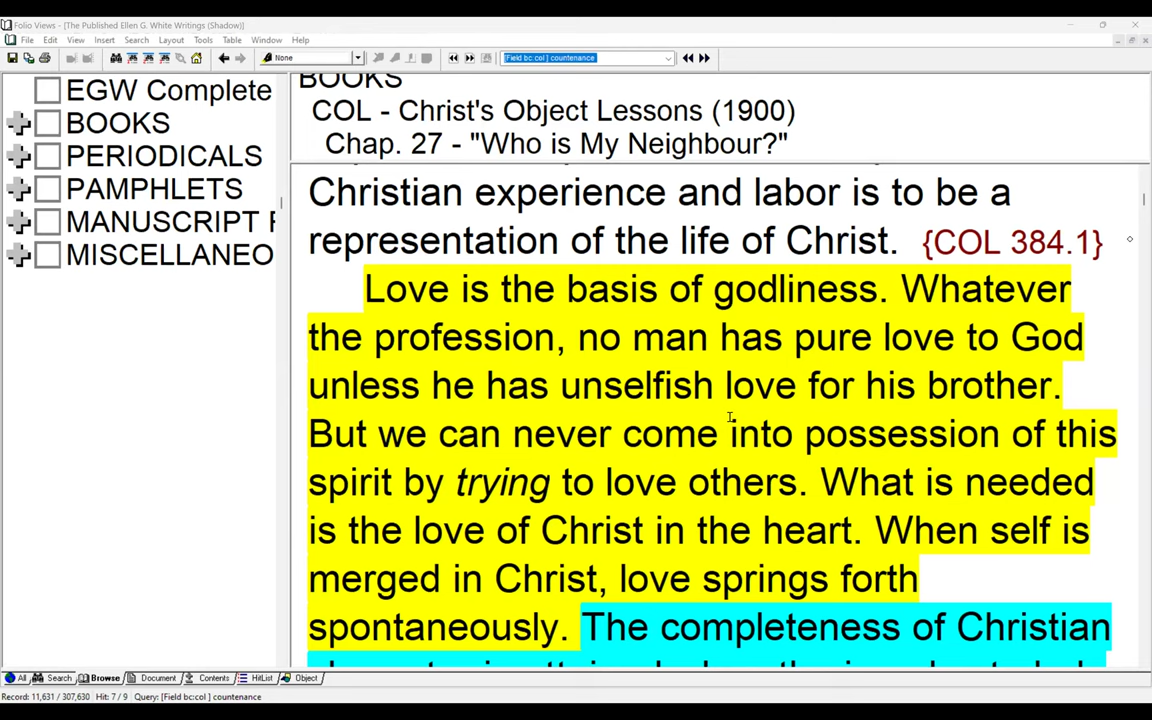 Folio Views - [The Published Ellen G. White Writings (Shadow)]
File Edit View Insert Search Layout Tools Table Window Help
None
[Field bc:col ] countenance
EGW Complete
BOOKS
PERIODICALS
PAMPHLETS
MANUSCRIPT
MISCELLANEO
BOOKS
COL - Christ's Object Lessons (1900)
Chap. 27 - "Who is My Neighbour?"
Christian experience and labor is to be a
representation of the life of Christ. {COL 384.1}
Love is the basis of godliness. Whatever
the profession, no man has pure love to God
unless he has unselfish love for his brother.
But we can never come into possession of this
spirit by trying to love others. What is needed
is the love of Christ in the heart. When self is
merged in Christ, love springs forth
spontaneously. The completeness of Christian
All Search Browse Document Contents HitList Object
Record: 11,631 / 307,630 Hit: 7 / 9 Query: [Field bc:col ] countenance